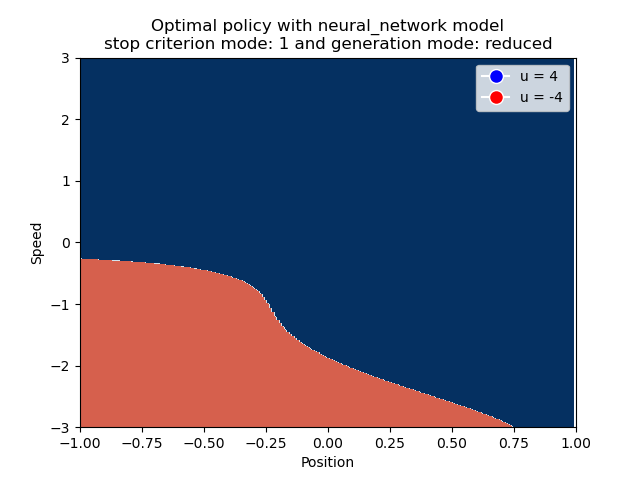 Optimal policy with neural_network model
stop criterion mode: 1 and generation mode: reduced
u = 4
u = -4
3
2
1
0
−1
−2
−3
Speed
−1.00 −0.75 −0.50 −0.25 0.00 0.25 0.50 0.75 1.00
Position